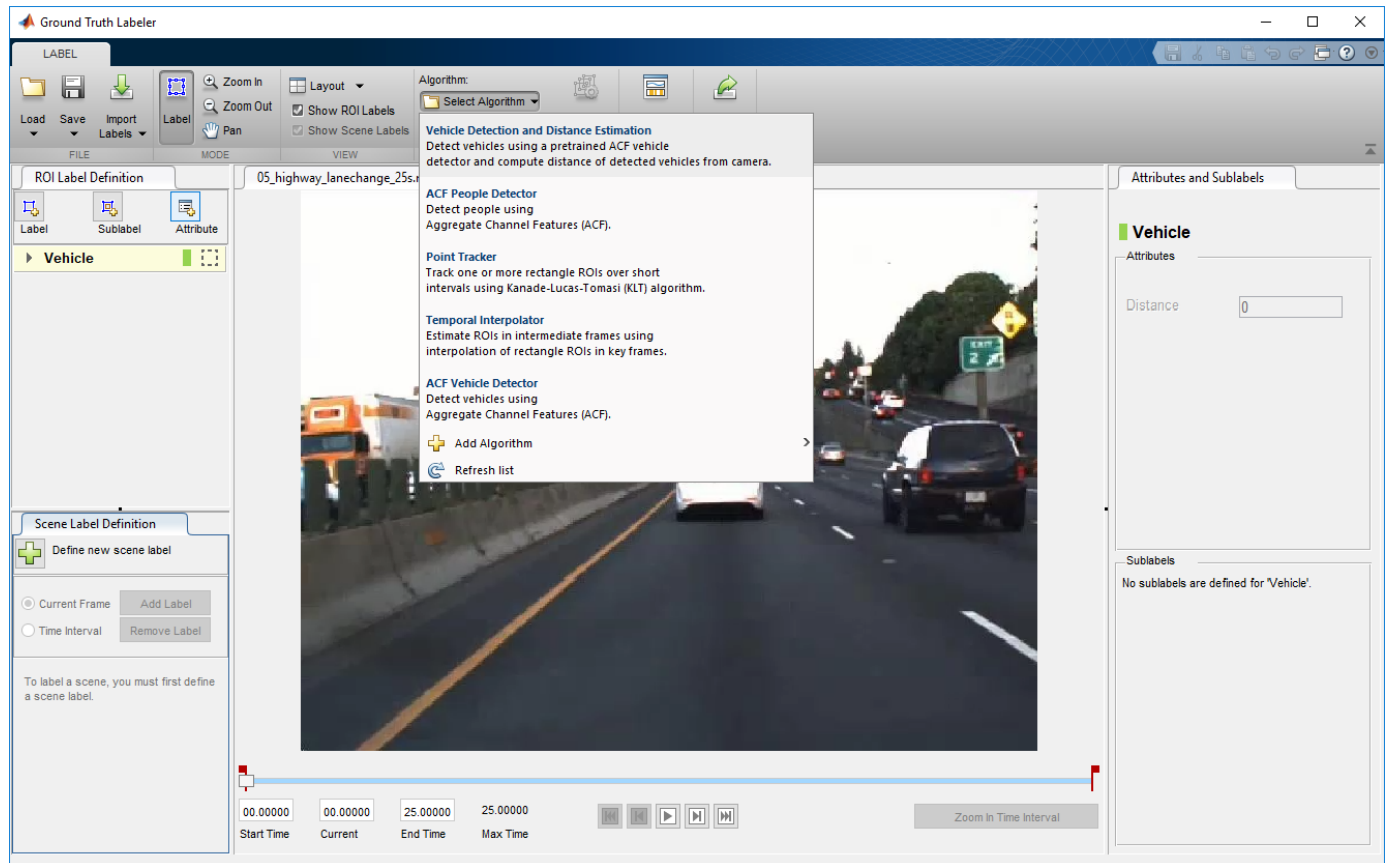 Ground Truth Labeler
LABEL
Load
Save
Import
Labels
Label
Zoom In
Zoom Out
Pan
Layout
Show ROI Labels
Show Scene Labels
Algorithm:
Select Algorithm
FILE
MODE
VIEW
Vehicle Detection and Distance Estimation
Detect vehicles using a pretrained ACF vehicle
detector and compute distance of detected vehicles from camera.
ACF People Detector
Detect people using
Aggregate Channel Features (ACF).
Point Tracker
Track one or more rectangle ROIs over short
intervals using Kanade-Lucas-Tomasi (KLT) algorithm.
Temporal Interpolator
Estimate ROIs in intermediate frames using
interpolation of rectangle ROIs in key frames.
ACF Vehicle Detector
Detect vehicles using
Aggregate Channel Features (ACF).
Add Algorithm
Refresh list
ROI Label Definition
Label
Sublabel
Attribute
Vehicle
05_highway_lanechange_25s.
EXIT
2
Scene Label Definition
Define new scene label
Current Frame
Add Label
Time Interval
Remove Label
To label a scene, you must first define
a scene label.
00.00000
00.00000
25.00000
25.00000
Start Time
Current
End Time
Max Time
Zoom In Time Interval
Attributes and Sublabels
Vehicle
Attributes
Distance
0
Sublabels
No sublabels are defined for 'Vehicle'.